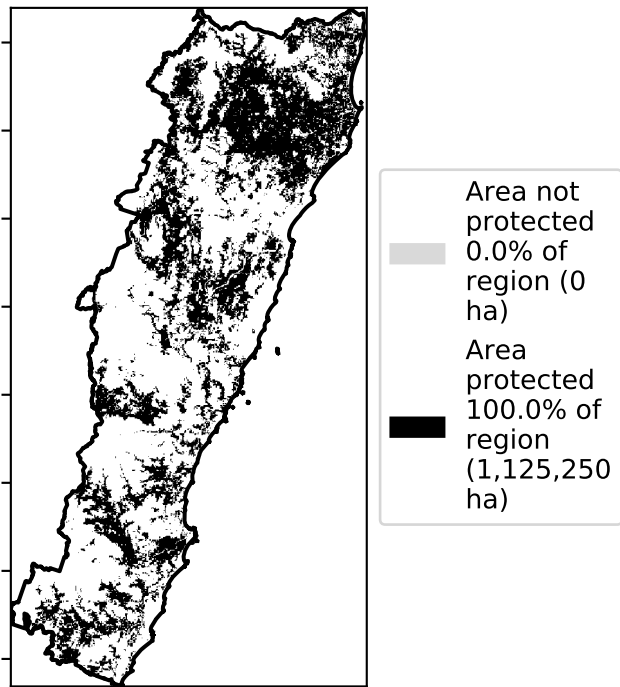 Area not
protected
0.0% of
region (0
ha)
Area
protected
100.0% of
region
(1,125,250
ha)